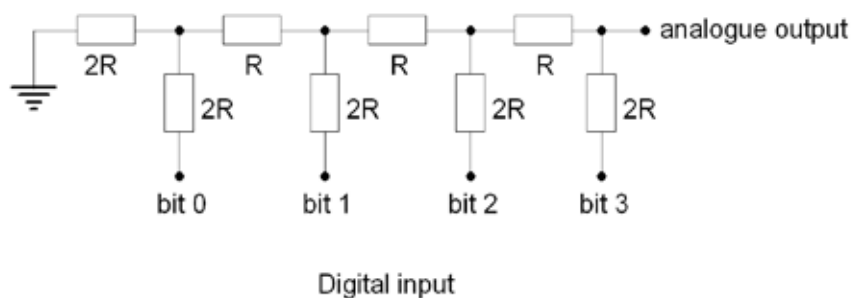 analogue output
2R R R R
2R 2R 2R 2R
bit 0 bit 1 bit 2 bit 3
Digital input